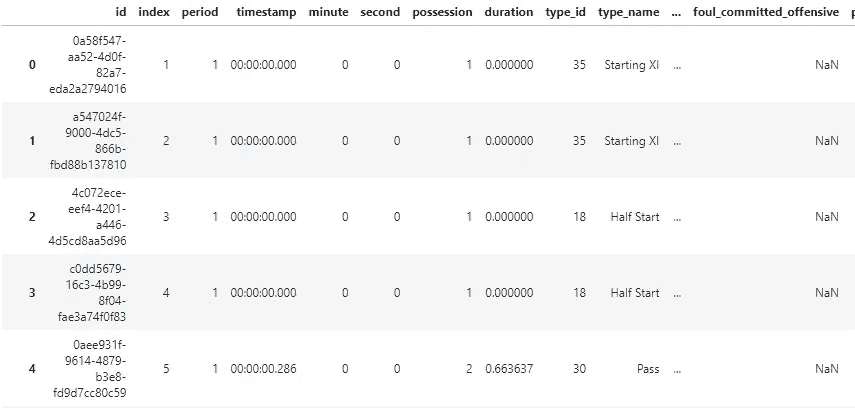 id index period timestamp minute second possession duration type_id type_name ... foul_committed_offensive
0a58f547-
aa52-4d0f-
0 82a7- 1 1 00:00:00.000 0 0 1 0.000000 35 Starting XI ... NaN
eda2a2794016
a547024f-
9000-4dc5-
1 866b- 2 1 00:00:00.000 0 0 1 0.000000 35 Starting XI ... NaN
fbd88b137810
4c072ece-
eef4-4201-
2 a446- 3 1 00:00:00.000 0 0 1 0.000000 18 Half Start ... NaN
4d5cd8aa5d96
c0dd5679-
16c3-4b99-
3 8f04- 4 1 00:00:00.000 0 0 1 0.000000 18 Half Start ... NaN
fae3a74f0f83
0aee931f-
9614-4879-
4 b3e8- 5 1 00:00:00.286 0 0 2 0.663637 30 Pass ... NaN
fd9d7cc80c59